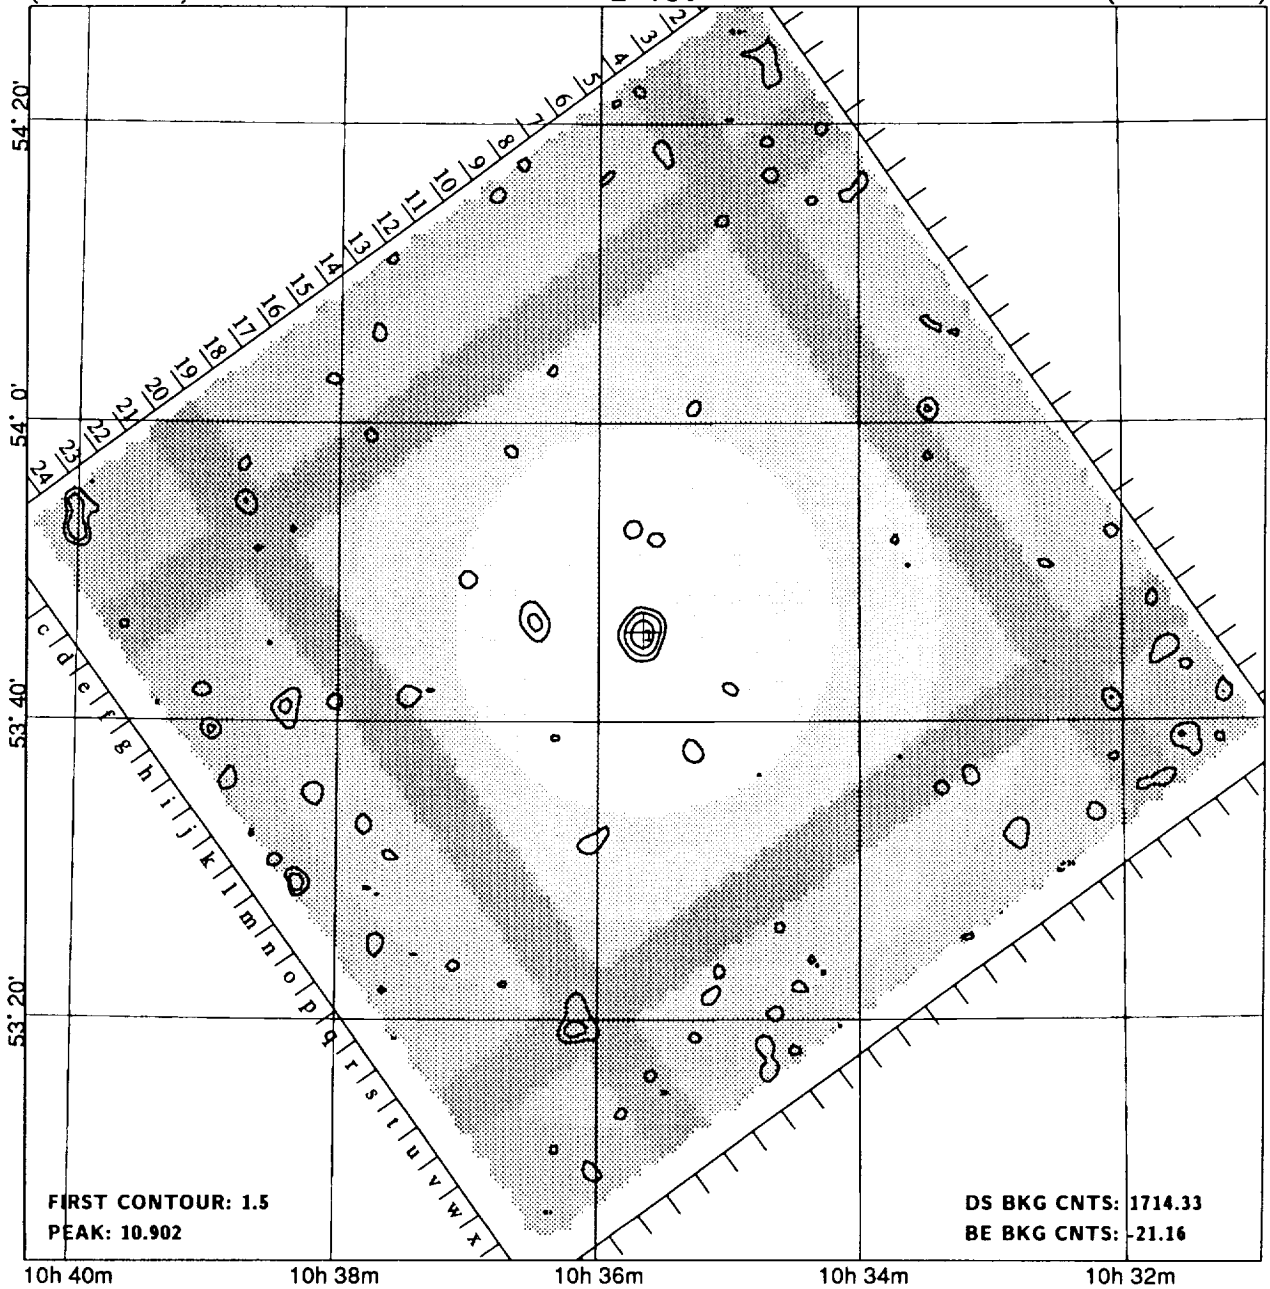 2
3
4
5
6
7
8
9
10
11
12
13
14
15
16
17
18
19
20
21
22
23
24
54° 20'
54° 0'
53° 40'
53° 20'
c
d
e
f
g
h
i
j
k
l
m
n
o
p
q
r
s
t
u
v
w
x
FIRST CONTOUR: 1.5
PEAK: 10.902
DS BKG CNTS: 1714.33
BE BKG CNTS: -21.16
10h 40m
10h 38m
10h 36m
10h 34m
10h 32m